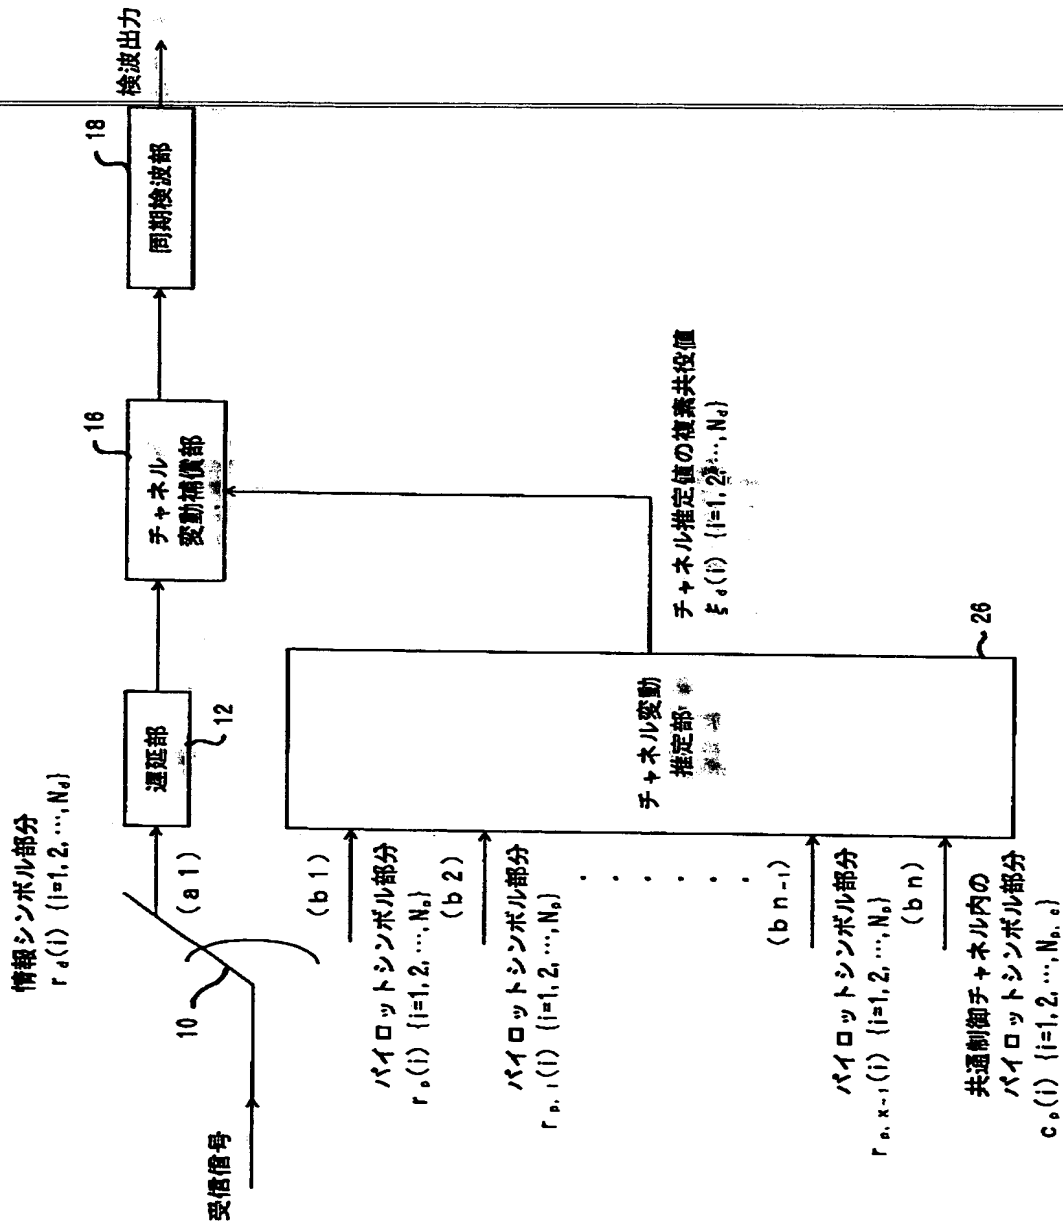 受信信号
10
情報シンボル部分
r_d(i) {i=1,2,…,N_d}
(a1)
遅延部
12
チャネル
変動補償部
16
同期検波部
18
検波出力
(b1)
パイロットシンボル部分
r_p(i) {i=1,2,…,N_p}
(b2)
パイロットシンボル部分
r_{p,1}(i) {i=1,2,…,N_p}
(bn-1)
パイロットシンボル部分
r_{p,x-1}(i) {i=1,2,…,N_p}
(bn)
共通制御チャネル内の
パイロットシンボル部分
c_p(i) {i=1,2,…,N_{p,c}}
チャネル変動
推定部
26
チャネル推定値の複素共役値
ξ_d(i) {i=1,2,…,N_d}